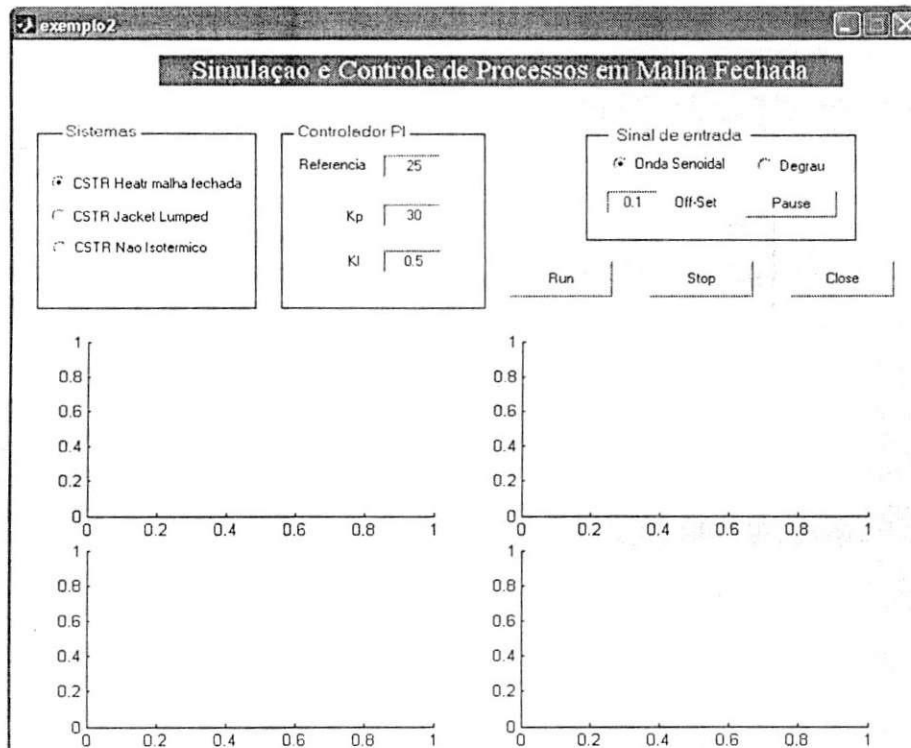 exemplo2
Simulaçao e Controle de Processos em Malha Fechada
Sistemas
CSTR Heatr malha fechada
CSTR Jacket Lumped
CSTR Nao Isotermico
Controlador PI
Referência 25
Kp 30
KI 0.5
Sinal de entrada
Onda Senoidal Degrau
0.1 Off-Set Pause
Run Stop Close
1
0.8
0.6
0.4
0.2
0
0 0.2 0.4 0.6 0.8 1
1
0.8
0.6
0.4
0.2
0
0 0.2 0.4 0.6 0.8 1
1
0.8
0.6
0.4
0.2
0
0 0.2 0.4 0.6 0.8 1
1
0.8
0.6
0.4
0.2
0
0 0.2 0.4 0.6 0.8 1